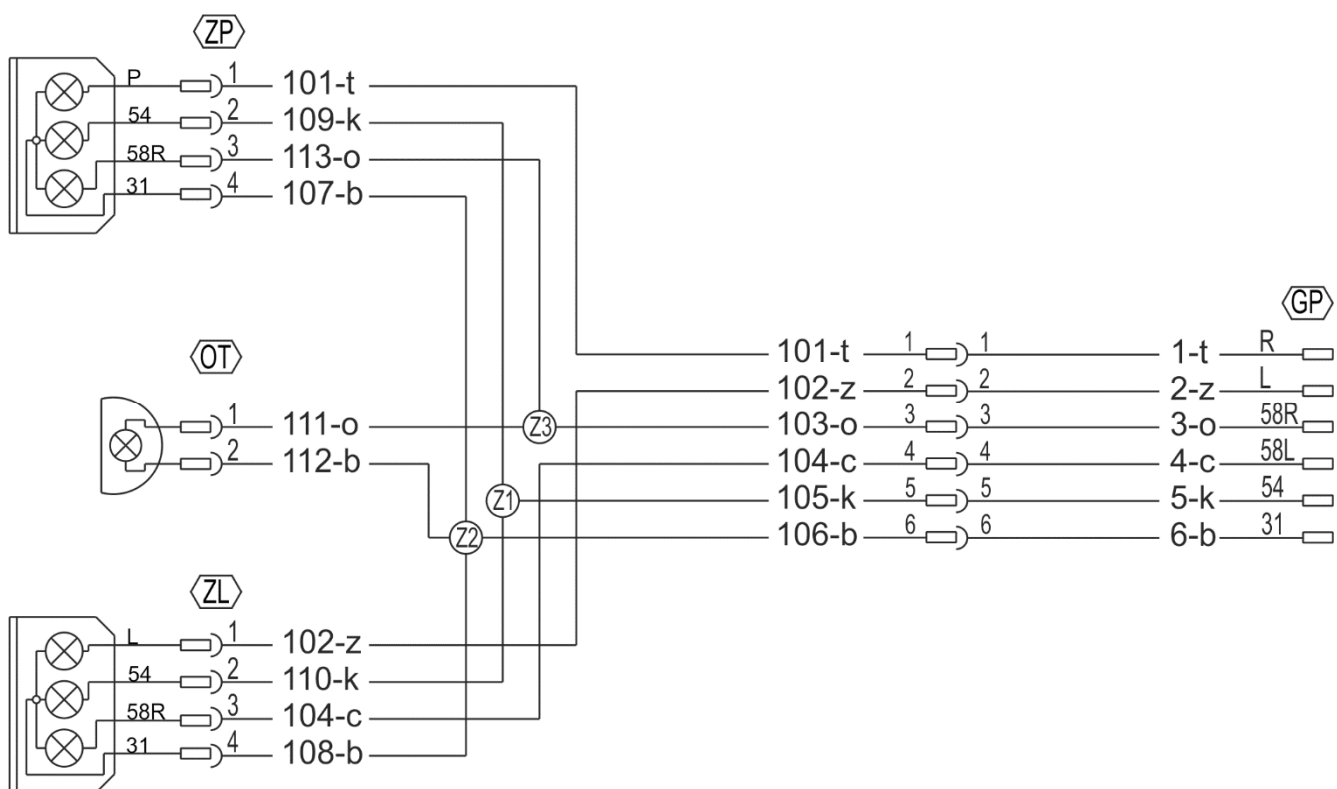 ZP
P 1 101-t
54 2 109-k
58R 3 113-o
31 4 107-b
GP
101-t 1 1 1-t R
OT
102-z 2 2 2-z L
1 111-o Z3 103-o 3 3 3-o 58R
2 112-b 104-c 4 4 4-c 58L
Z1 105-k 5 5 5-k 54
Z2 106-b 6 6 6-b 31
ZL
L 1 102-z
54 2 110-k
58R 3 104-c
31 4 108-b